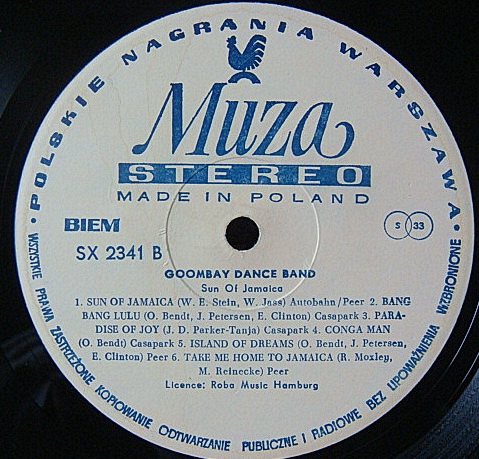 POLSKIE NAGRANIA WARSZAWA
Muza
STEREO
MADE IN POLAND
BIEM
S 33
SX 2341 B
GOOMBAY DANCE BAND
Sun Of Jamaica
1. SUN OF JAMAICA (W. E. Stein, W. Jass) Autobahn/Peer 2. BANG
BANG LULU (O. Bendt, J. Petersen, E. Clinton) Casapark 3. PARA-
DISE OF JOY (J. D. Parker-Tanja) Casapark 4. CONGA MAN
(O. Bendt) Casapark 5. ISLAND OF DREAMS (O. Bendt, J. Petersen,
E. Clinton) Peer 6. TAKE ME HOME TO JAMAICA (R. Moxley,
M. Reinecke) Peer
Licence: Roba Music Hamburg
WSZYSTKIE PRAWA ZASTRZEŻONE KOPIOWANIE ODTWARZANIE PUBLICZNE I RADIOWE BEZ UPOWAŻNIENIA WZBRONIONE